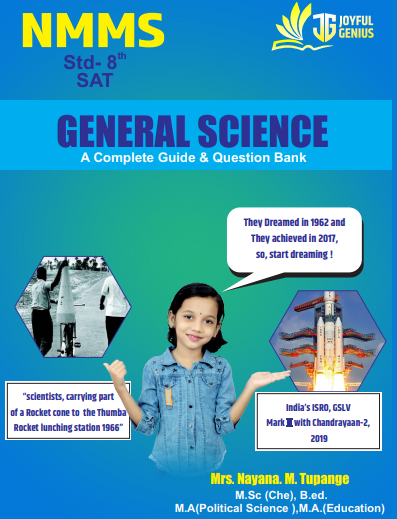 NMMS
Std- 8th
SAT
JG JOYFUL
GENIUS
GENERAL SCIENCE
A Complete Guide & Question Bank
They Dreamed in 1962 and
They achieved in 2017,
so, start dreaming !
"scientists, carrying part
of a Rocket cone to the Thumba
Rocket lunching station 1966"
India's ISRO, GSLV
Mark III with Chandrayaan-2,
2019
Mrs. Nayana. M. Tupange
M.Sc (Che), B.ed.
M.A(Political Science ),M.A.(Education)